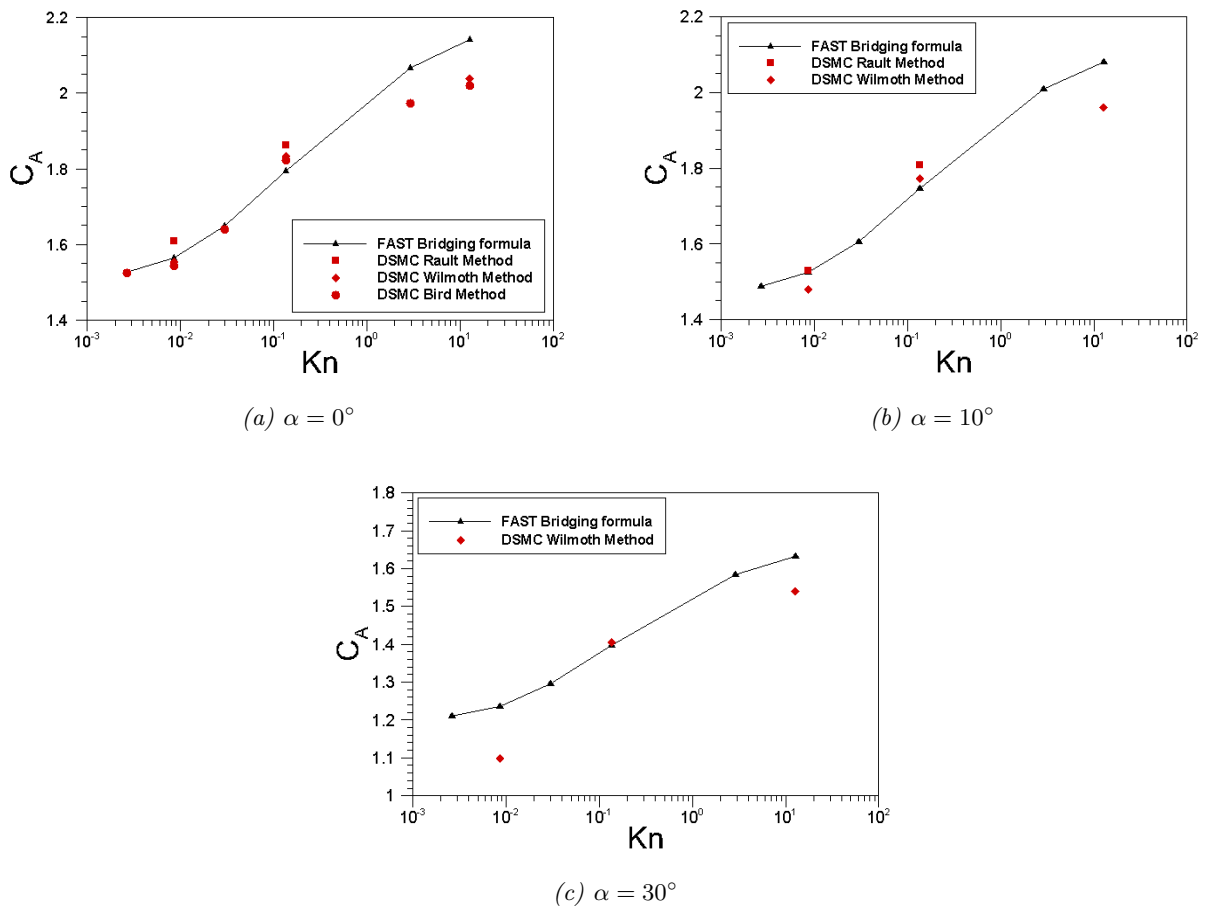 2.2
2
1.8
1.6
1.4
C_A
FAST Bridging formula
DSMC Rault Method
DSMC Wilmoth Method
DSMC Bird Method
10^-3 10^-2 10^-1 10^0 10^1 10^2
Kn
(a) α = 0°
2.2
2
1.8
1.6
1.4
C_A
FAST Bridging formula
DSMC Rault Method
DSMC Wilmoth Method
10^-3 10^-2 10^-1 10^0 10^1 10^2
Kn
(b) α = 10°
1.8
1.7
1.6
1.5
1.4
1.3
1.2
1.1
1
C_A
FAST Bridging formula
DSMC Wilmoth Method
10^-3 10^-2 10^-1 10^0 10^1 10^2
Kn
(c) α = 30°